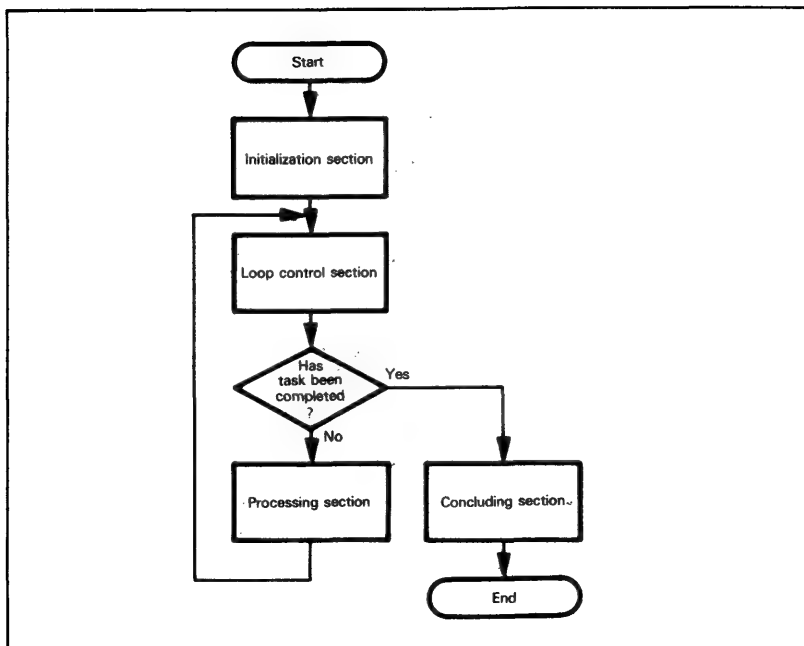 Start
Initialization section
Loop control section
Has
task been
completed
?
Yes
No
Processing section
Concluding section
End